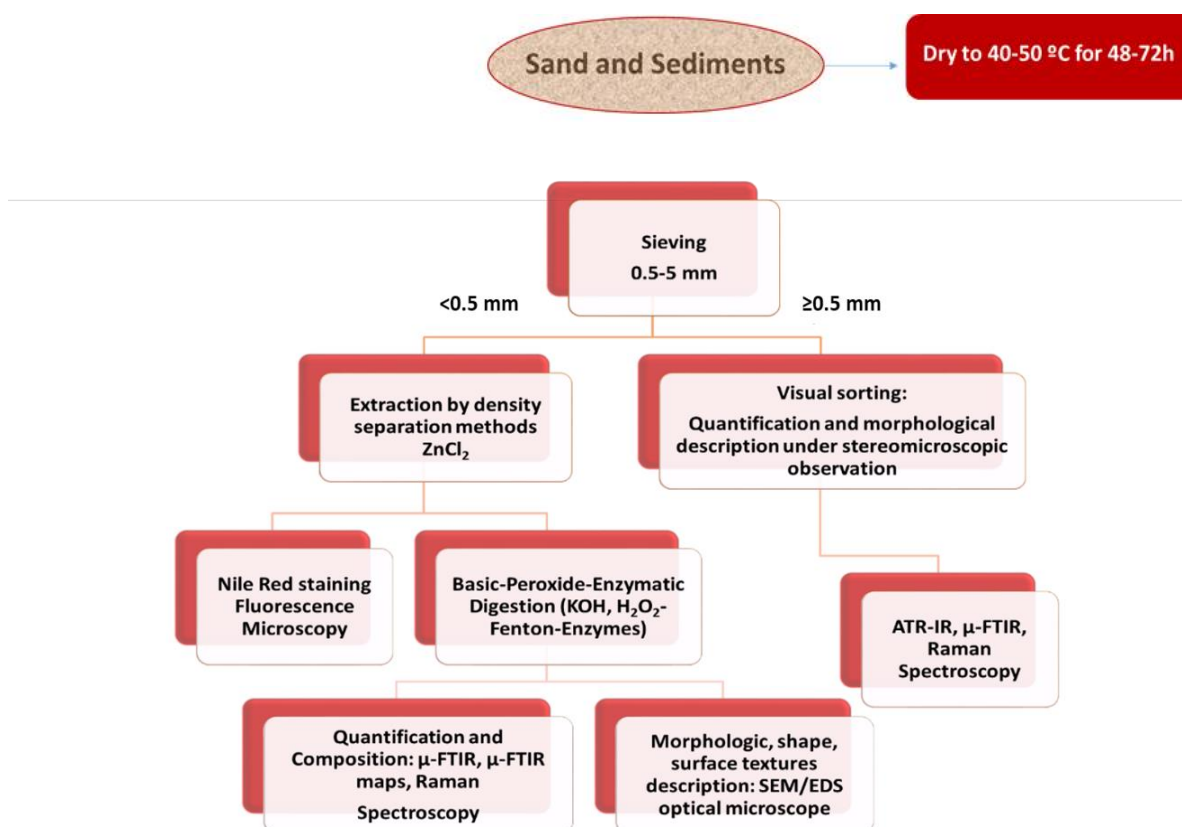 Sand and Sediments
Dry to 40-50 ºC for 48-72h
Sieving
0.5-5 mm
<0.5 mm
≥0.5 mm
Extraction by density
separation methods
ZnCl₂
Visual sorting:
Quantification and morphological
description under stereomicroscopic
observation
Nile Red staining
Fluorescence
Microscopy
Basic-Peroxide-Enzymatic
Digestion (KOH, H₂O₂-
Fenton-Enzymes)
ATR-IR, µ-FTIR,
Raman
Spectroscopy
Quantification and
Composition: µ-FTIR, µ-FTIR
maps, Raman
Spectroscopy
Morphologic, shape,
surface textures
description: SEM/EDS
optical microscope